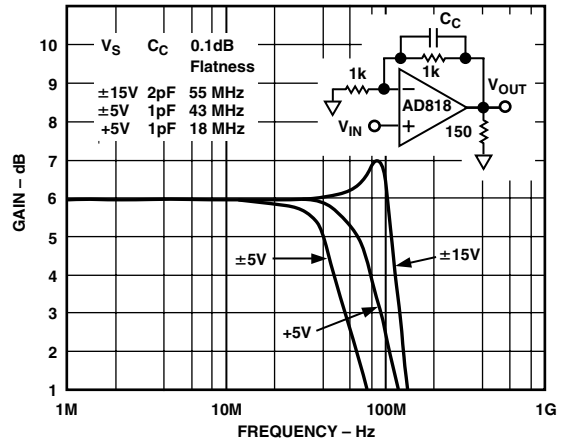 10
9
8
7
6
5
4
3
2
1
GAIN – dB
V_S C_C 0.1dB
Flatness
±15V 2pF 55 MHz
±5V 1pF 43 MHz
+5V 1pF 18 MHz
C_C
1k
1k
V_OUT
–
AD818
V_IN
+
150
±5V
+5V
±15V
1M 10M 100M 1G
FREQUENCY – Hz